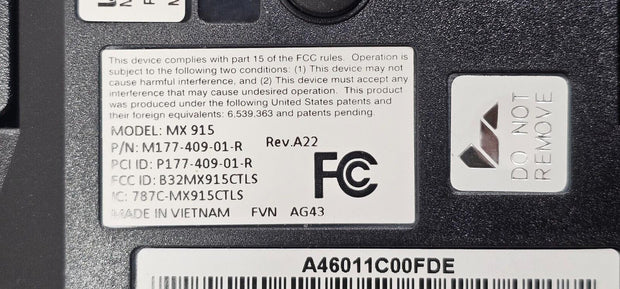 This device complies with part 15 of the FCC rules. Operation is
subject to the following two conditions: (1) This device may not
cause harmful interference, and (2) This device must accept any
interference that may cause undesired operation. This product
was produced under the following United States patents and
their foreign equivalents: 6,539,363 and patents pending.
MODEL: MX 915
P/N: M177-409-01-R Rev.A22
PCI ID: P177-409-01-R
FCC ID: B32MX915CTLS
IC: 787C-MX915CTLS
MADE IN VIETNAM FVN AG43
FC
DO NOT
REMOVE
A46011C00FDE